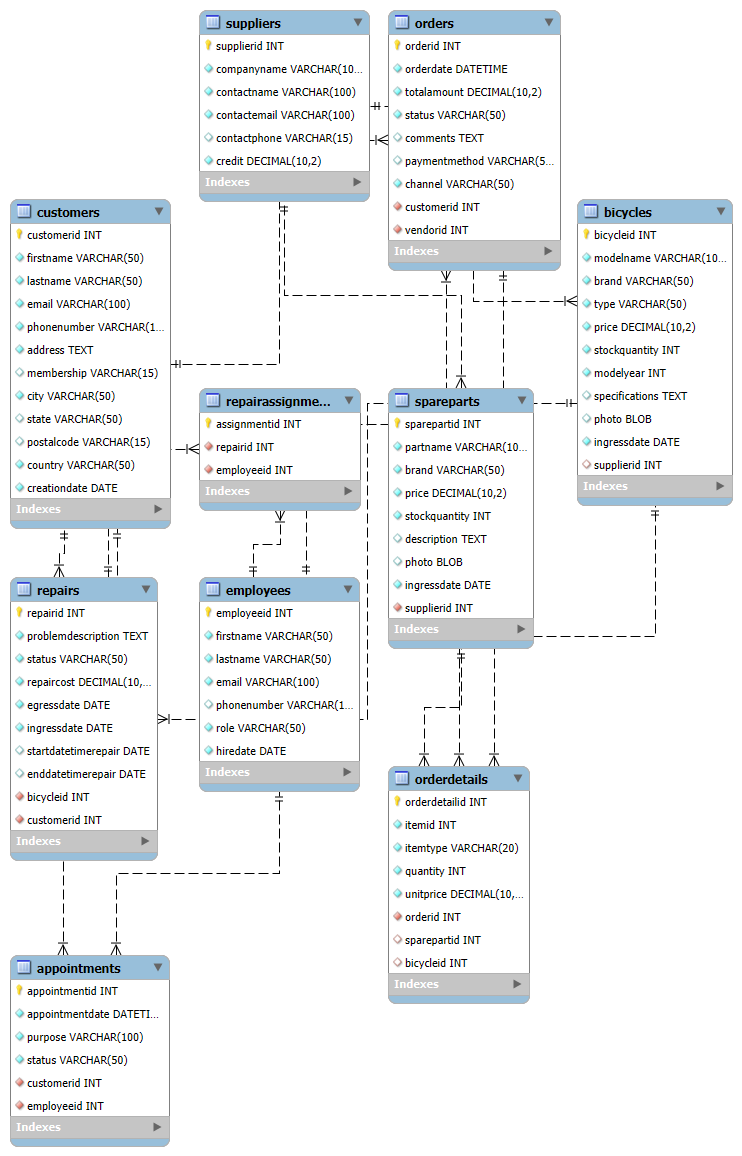 suppliers
supplierid INT
companyname VARCHAR(10...
contactname VARCHAR(100)
contactemail VARCHAR(100)
contactphone VARCHAR(15)
credit DECIMAL(10,2)
Indexes
orders
orderid INT
orderdate DATETIME
totalamount DECIMAL(10,2)
status VARCHAR(50)
comments TEXT
paymentmethod VARCHAR(5...
channel VARCHAR(50)
customerid INT
vendorid INT
Indexes
customers
customerid INT
firstname VARCHAR(50)
lastname VARCHAR(50)
email VARCHAR(100)
phonenumber VARCHAR(1...
address TEXT
membership VARCHAR(15)
city VARCHAR(50)
state VARCHAR(50)
postalcode VARCHAR(15)
country VARCHAR(50)
creationdate DATE
Indexes
bicycles
bicycleid INT
modelname VARCHAR(10...
brand VARCHAR(50)
type VARCHAR(50)
price DECIMAL(10,2)
stockquantity INT
modelyear INT
specifications TEXT
photo BLOB
ingressdate DATE
supplierid INT
Indexes
repairassignme...
assignmentid INT
repairid INT
employeeid INT
Indexes
spareparts
sparepartid INT
partname VARCHAR(10...
brand VARCHAR(50)
price DECIMAL(10,2)
stockquantity INT
description TEXT
photo BLOB
ingressdate DATE
supplierid INT
Indexes
repairs
repairid INT
problemdescription TEXT
status VARCHAR(50)
repaircost DECIMAL(10,...
egressdate DATE
ingressdate DATE
startdatetimerepair DATE
enddatetimerepair DATE
bicycleid INT
customerid INT
Indexes
employees
employeeid INT
firstname VARCHAR(50)
lastname VARCHAR(50)
email VARCHAR(100)
phonenumber VARCHAR(1...
role VARCHAR(50)
hiredate DATE
Indexes
orderdetails
orderdetailid INT
itemid INT
itemtype VARCHAR(20)
quantity INT
unitprice DECIMAL(10,...
orderid INT
sparepartid INT
bicycleid INT
Indexes
appointments
appointmentid INT
appointmentdate DATETI...
purpose VARCHAR(100)
status VARCHAR(50)
customerid INT
employeeid INT
Indexes